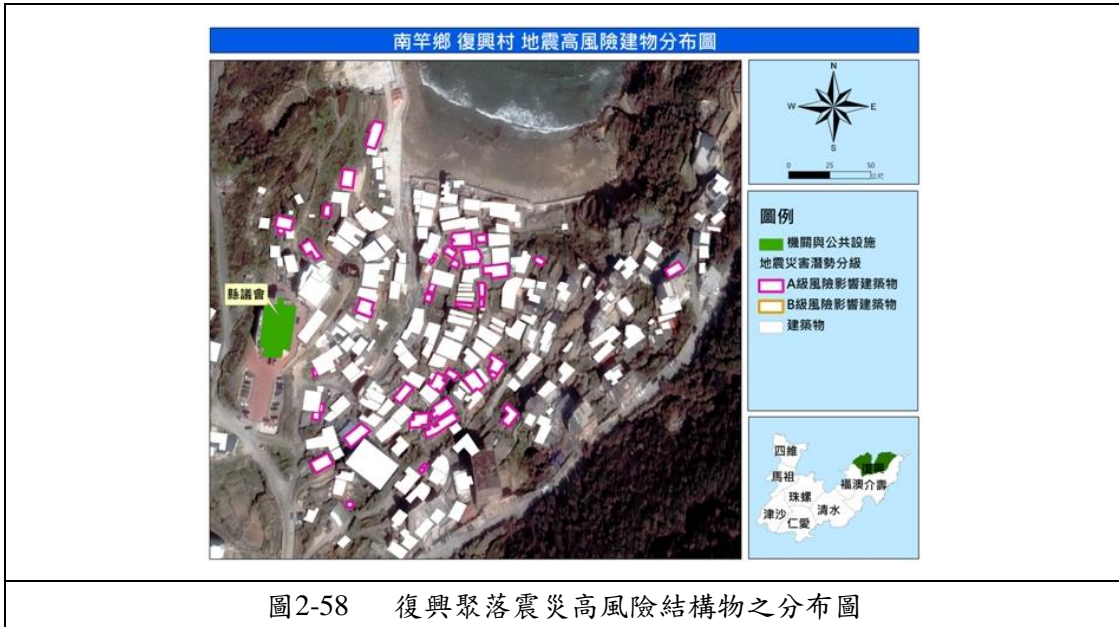 南竿鄉 復興村 地震高風險建物分布圖
N
W
E
S
0 25 50
公尺
圖例
機關與公共設施
地震災害潛勢分級
A級風險影響建築物
B級風險影響建築物
建築物
縣議會
四維
馬祖
復興
福澳
介壽
珠螺
清水
津沙
仁愛
圖2-58 復興聚落震災高風險結構物之分布圖